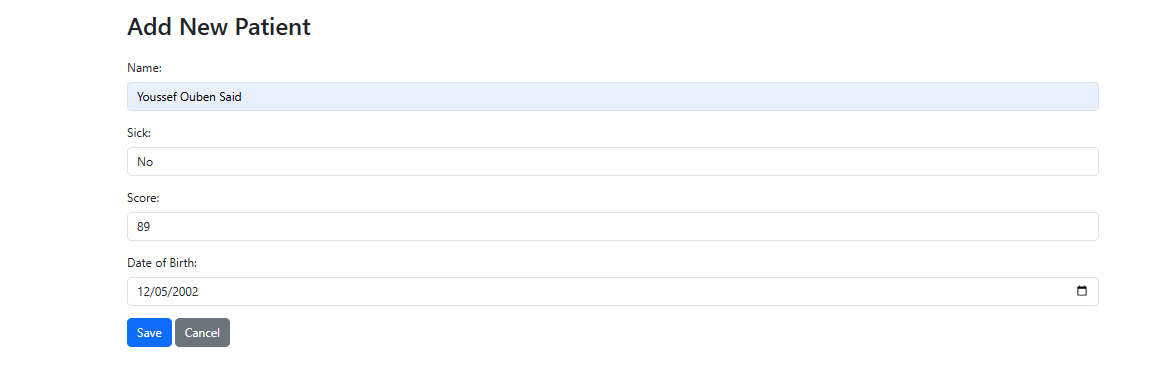 Add New Patient
Name:
Youssef Ouben Said
Sick:
No
Score:
89
Date of Birth:
12/05/2002
Save Cancel